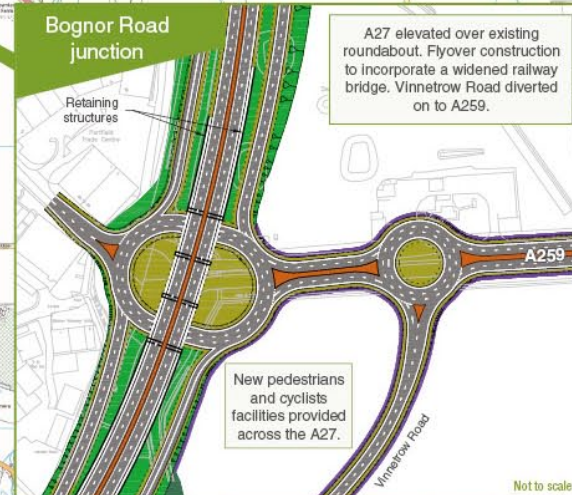 Bognor Road
junction
A27 elevated over existing
roundabout. Flyover construction
to incorporate a widened railway
bridge. Vinnetrow Road diverted
on to A259.
Retaining
structures
A259
New pedestrians
and cyclists
facilities provided
across the A27.
Vinnetrow Road
Not to scale